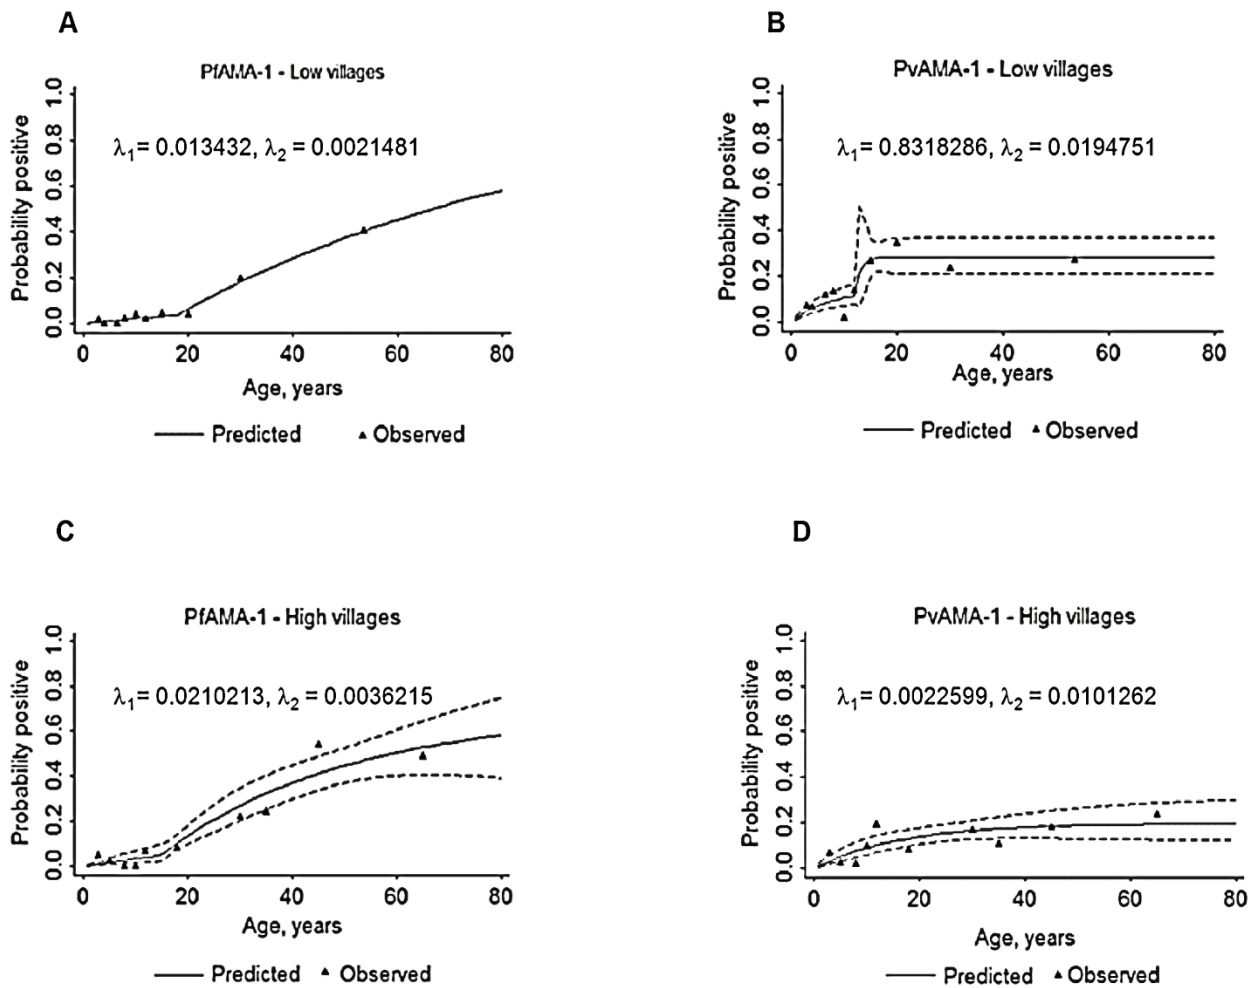 A
PfAMA-1 - Low villages
Probability positive
1.0
0.8
0.6
0.4
0.2
0.0
λ1= 0.013432, λ2 = 0.0021481
0 20 40 60 80
Age, years
Predicted Observed
B
PvAMA-1 - Low villages
Probability positive
1.0
0.8
0.6
0.4
0.2
0.0
λ1= 0.8318286, λ2 = 0.0194751
0 20 40 60 80
Age, years
Predicted Observed
C
PfAMA-1 - High villages
Probability positive
1.0
0.8
0.6
0.4
0.2
0.0
λ1= 0.0210213, λ2 = 0.0036215
0 20 40 60 80
Age, years
Predicted Observed
D
PvAMA-1 - High villages
Probability positive
1.0
0.8
0.6
0.4
0.2
0.0
λ1= 0.0022599, λ2 = 0.0101262
0 20 40 60 80
Age, years
Predicted Observed